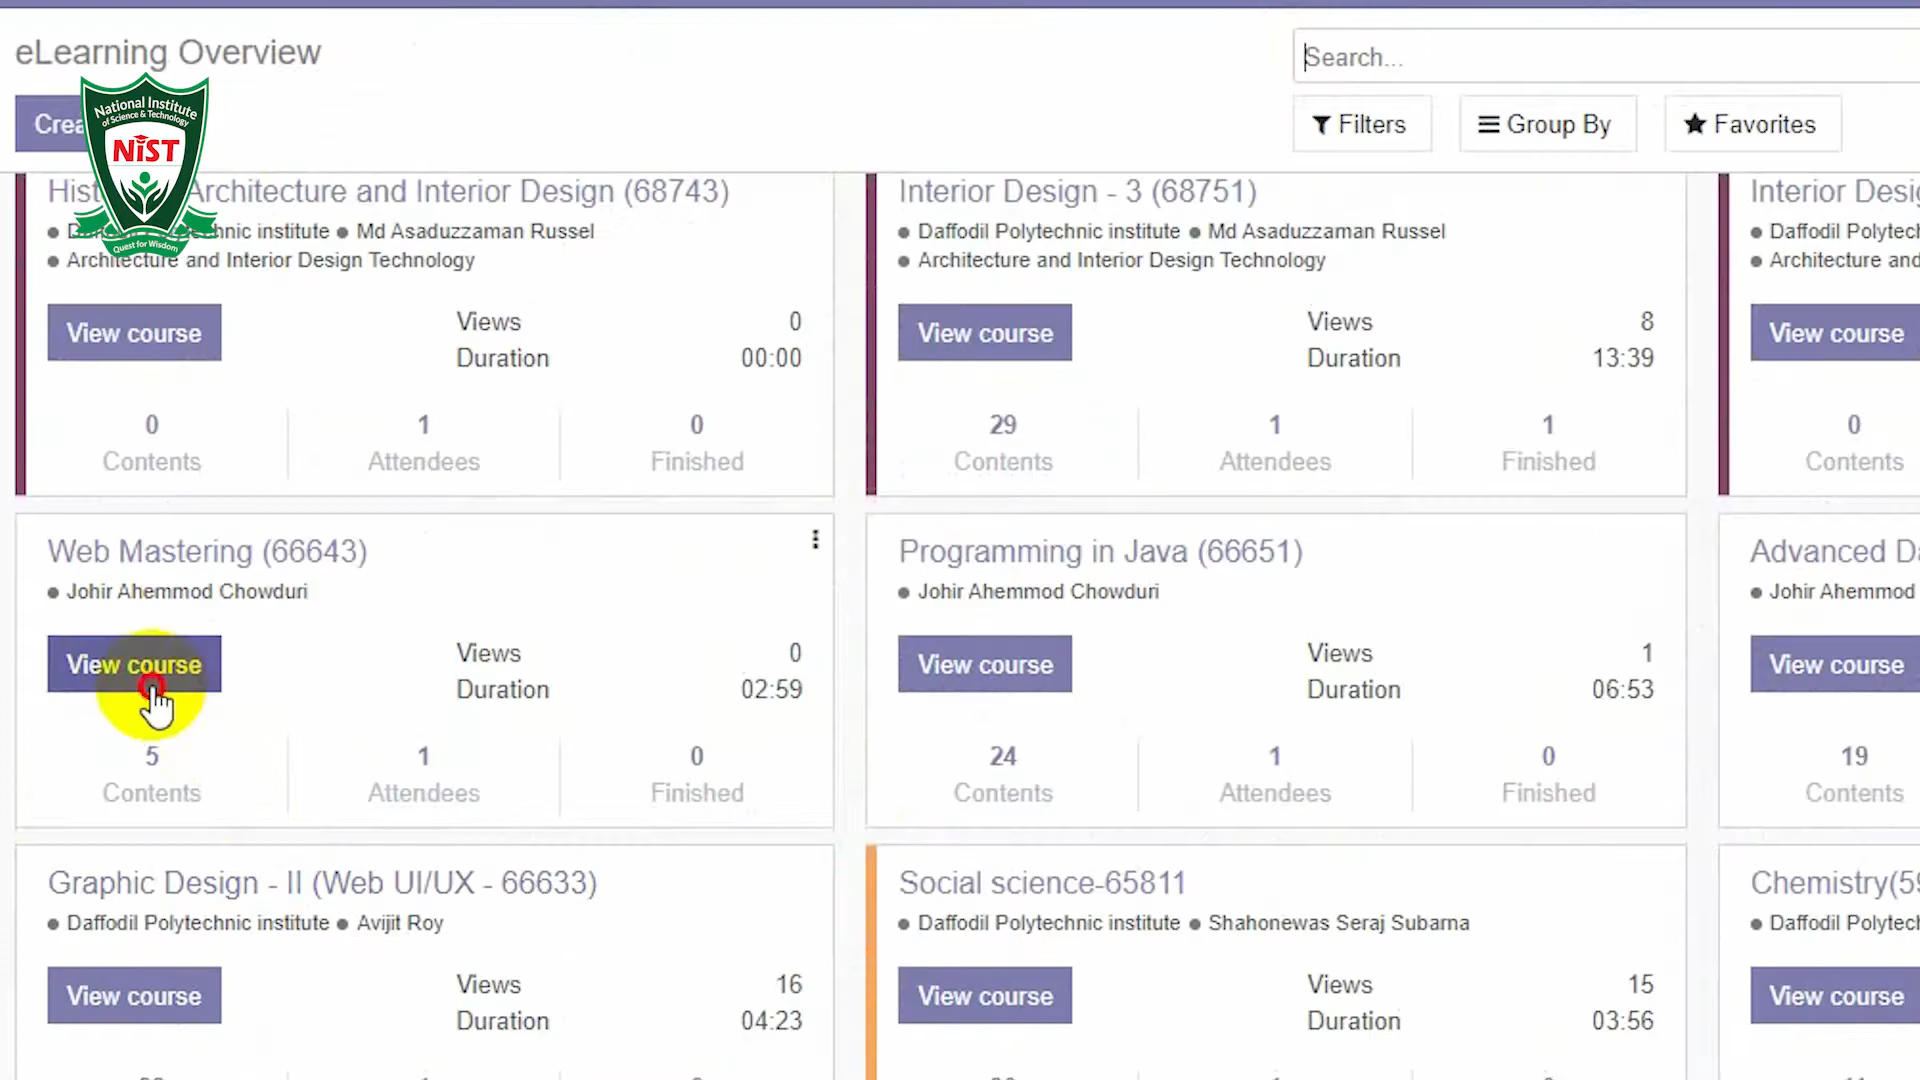 eLearning Overview
Search...
National Institute
of Science & Technology
NiST
Quest for Wisdom
Filters
Group By
Favorites
Architecture and Interior Design (68743)
institute Md Asaduzzaman Russel
Architecture and Interior Design Technology
View course
Views 0
Duration 00:00
0 1 0
Contents Attendees Finished
Interior Design - 3 (68751)
Daffodil Polytechnic institute Md Asaduzzaman Russel
Architecture and Interior Design Technology
View course
Views 8
Duration 13:39
29 1 1
Contents Attendees Finished
Interior
Daffodil
Architecture and
View course
0
Contents
Web Mastering (66643)
Johir Ahemmod Chowduri
View course
Views 0
Duration 02:59
5 1 0
Contents Attendees Finished
Programming in Java (66651)
Johir Ahemmod Chowduri
View course
Views 1
Duration 06:53
24 1 0
Contents Attendees Finished
Advanced
Johir Ahemmod
View course
19
Contents
Graphic Design - II (Web UI/UX - 66633)
Daffodil Polytechnic institute Avijit Roy
View course
Views 16
Duration 04:23
Social science-65811
Daffodil Polytechnic institute Shahonewas Seraj Subarna
View course
Views 15
Duration 03:56
Chemistry(59
Daffodil
View course